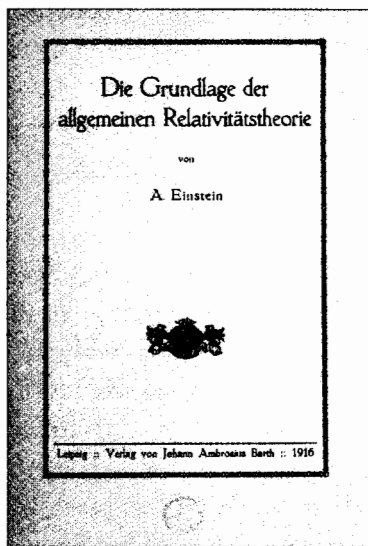 Die Grundlage der
allgemeinen Relativitätstheorie
von
A. Einstein
Leipzig :: Verlag von Johann Ambrosius Barth :: 1916